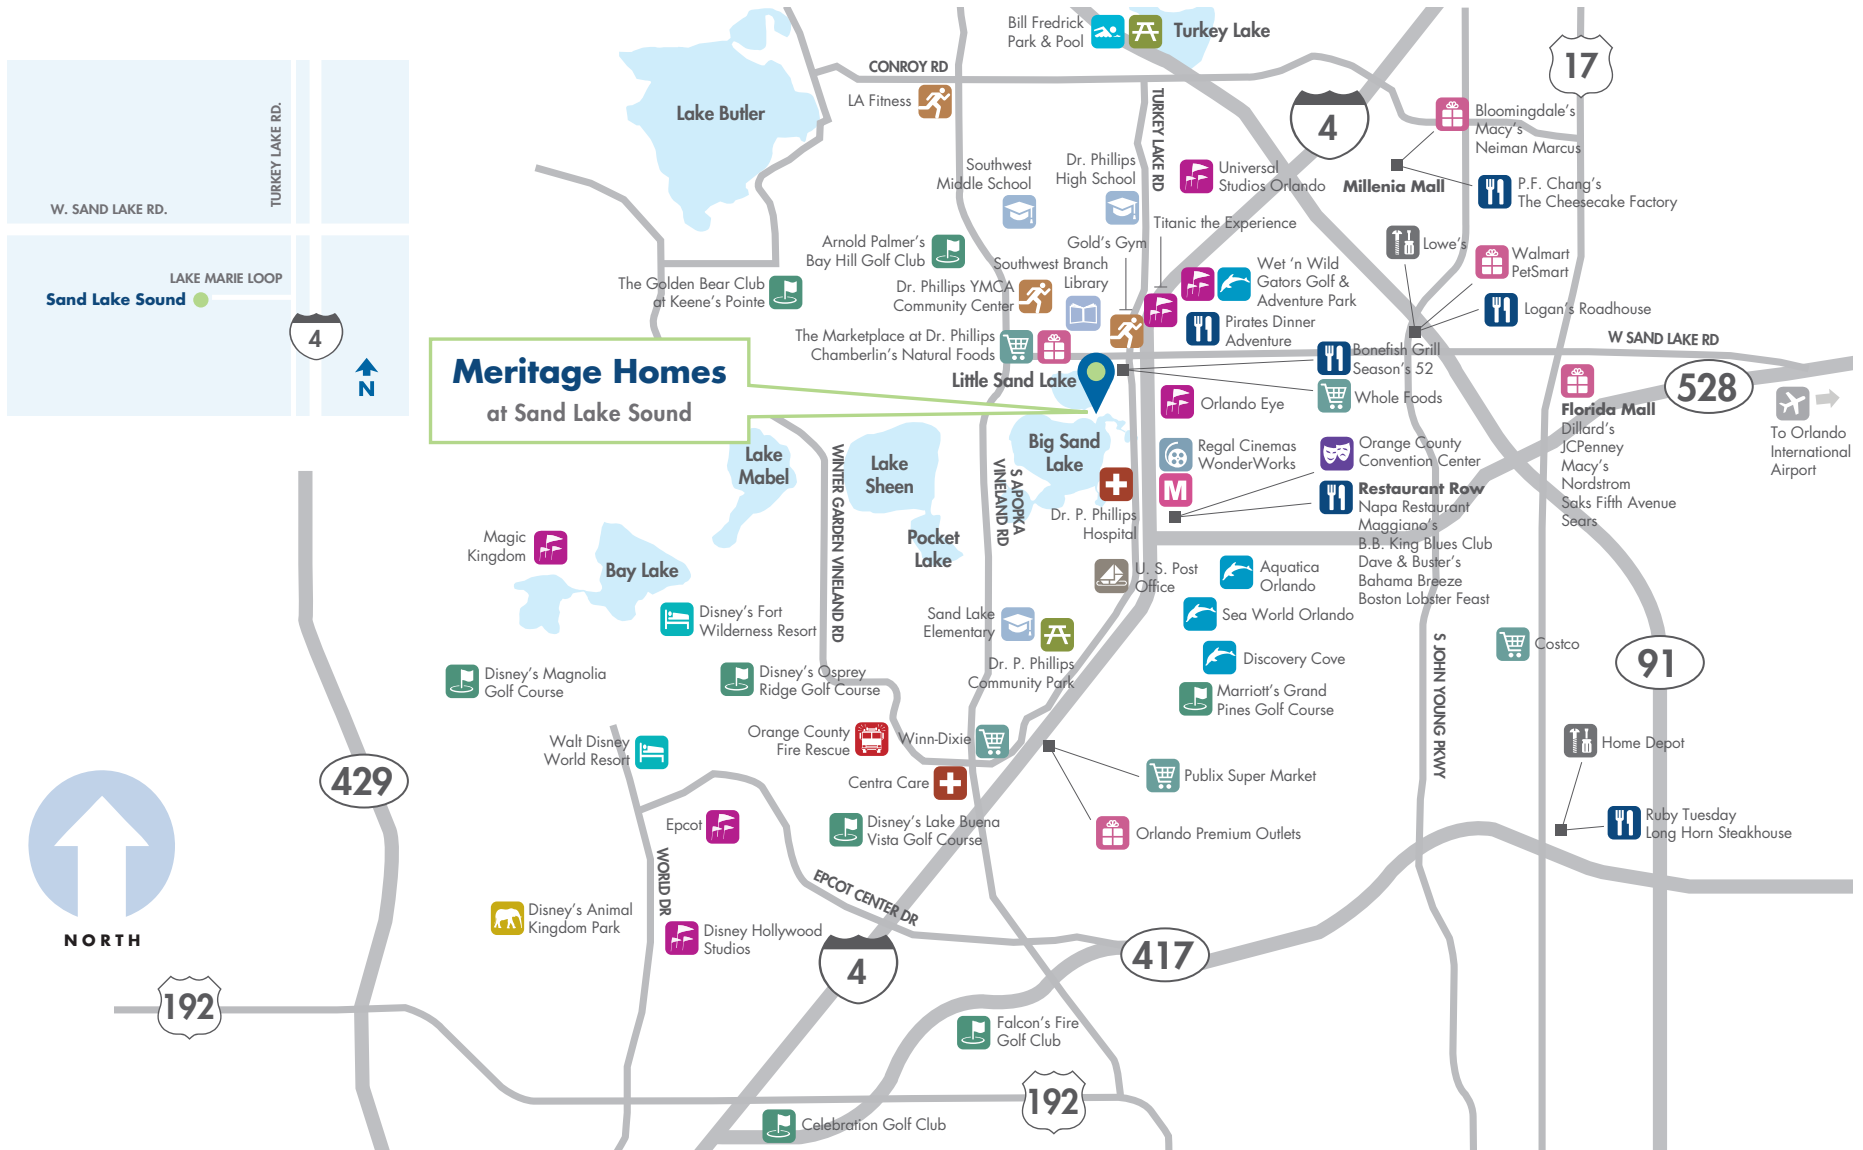 Bill Fredrick
Park & Pool
Turkey Lake
17
CONROY RD
LA Fitness
Lake Butler
TURKEY LAKE RD
4
Bloomingdale's
Macy's
Neiman Marcus
Millenia Mall
P.F. Chang's
The Cheesecake Factory
Southwest
Middle School
Dr. Phillips
High School
Universal
Studios Orlando
Titanic the Experience
TURKEY LAKE RD.
W. SAND LAKE RD.
LAKE MARIE LOOP
Sand Lake Sound
4
N
Arnold Palmer's
Bay Hill Golf Club
Gold's Gym
Southwest Branch
Library
Wet 'n Wild
Gators Golf &
Adventure Park
Lowe's
Walmart
PetSmart
Logan's Roadhouse
The Golden Bear Club
at Keene's Pointe
Dr. Phillips YMCA
Community Center
Pirates Dinner
Adventure
The Marketplace at Dr. Phillips
Chamberlin's Natural Foods
W SAND LAKE RD
Bonefish Grill
Season's 52
Meritage Homes
at Sand Lake Sound
Little Sand Lake
Whole Foods
Orlando Eye
528
Florida Mall
Dillard's
JCPenney
Macy's
Nordstrom
Saks Fifth Avenue
Sears
To Orlando
International
Airport
Lake
Mabel
WINTER GARDEN VINELAND RD
Lake
Sheen
S APOPKA
VINELAND RD
Big Sand
Lake
Regal Cinemas
WonderWorks
M
Orange County
Convention Center
Restaurant Row
Napa Restaurant
Maggiano's
B.B. King Blues Club
Dave & Buster's
Bahama Breeze
Boston Lobster Feast
Dr. P. Phillips
Hospital
Magic
Kingdom
Bay Lake
Pocket
Lake
U. S. Post
Office
Aquatica
Orlando
Sea World Orlando
Disney's Fort
Wilderness Resort
Sand Lake
Elementary
Dr. P. Phillips
Community Park
Discovery Cove
Marriott's Grand
Pines Golf Course
S JOHN YOUNG PKWY
Costco
91
Disney's Magnolia
Golf Course
Disney's Osprey
Ridge Golf Course
Orange County
Fire Rescue
Winn-Dixie
Walt Disney
World Resort
Centra Care
Publix Super Market
Home Depot
429
Epcot
Disney's Lake Buena
Vista Golf Course
Orlando Premium Outlets
Ruby Tuesday
Long Horn Steakhouse
WORLD DR
EPCOT CENTER DR
Disney's Animal
Kingdom Park
Disney Hollywood
Studios
NORTH
4
417
192
Falcon's Fire
Golf Club
192
Celebration Golf Club